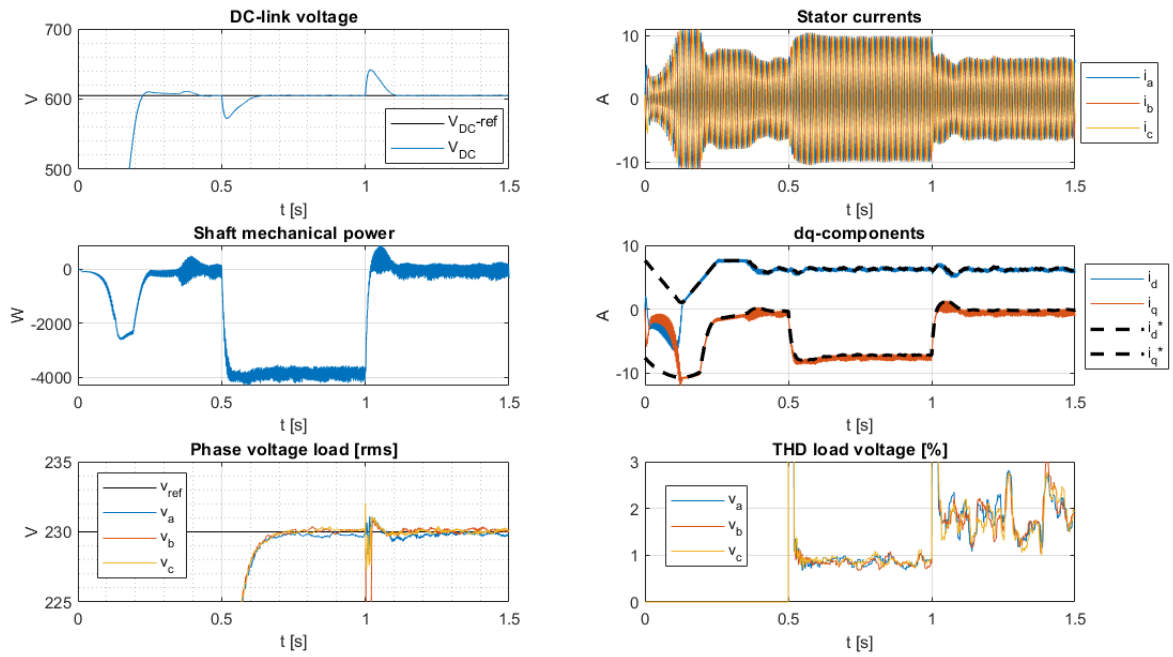 DC-link voltage
700
600
500
V
0
0.5
1
1.5
t [s]
V_DC-ref
V_DC
Stator currents
10
0
-10
A
0
0.5
1
1.5
t [s]
i_a
i_b
i_c
Shaft mechanical power
0
-2000
-4000
W
0
0.5
1
1.5
t [s]
dq-components
10
0
-10
A
0
0.5
1
1.5
t [s]
i_d
i_q
i_d^*
i_q^*
Phase voltage load [rms]
235
230
225
V
0
0.5
1
1.5
t [s]
v_ref
v_a
v_b
v_c
THD load voltage [%]
3
2
1
0
0
0.5
1
1.5
t [s]
v_a
v_b
v_c